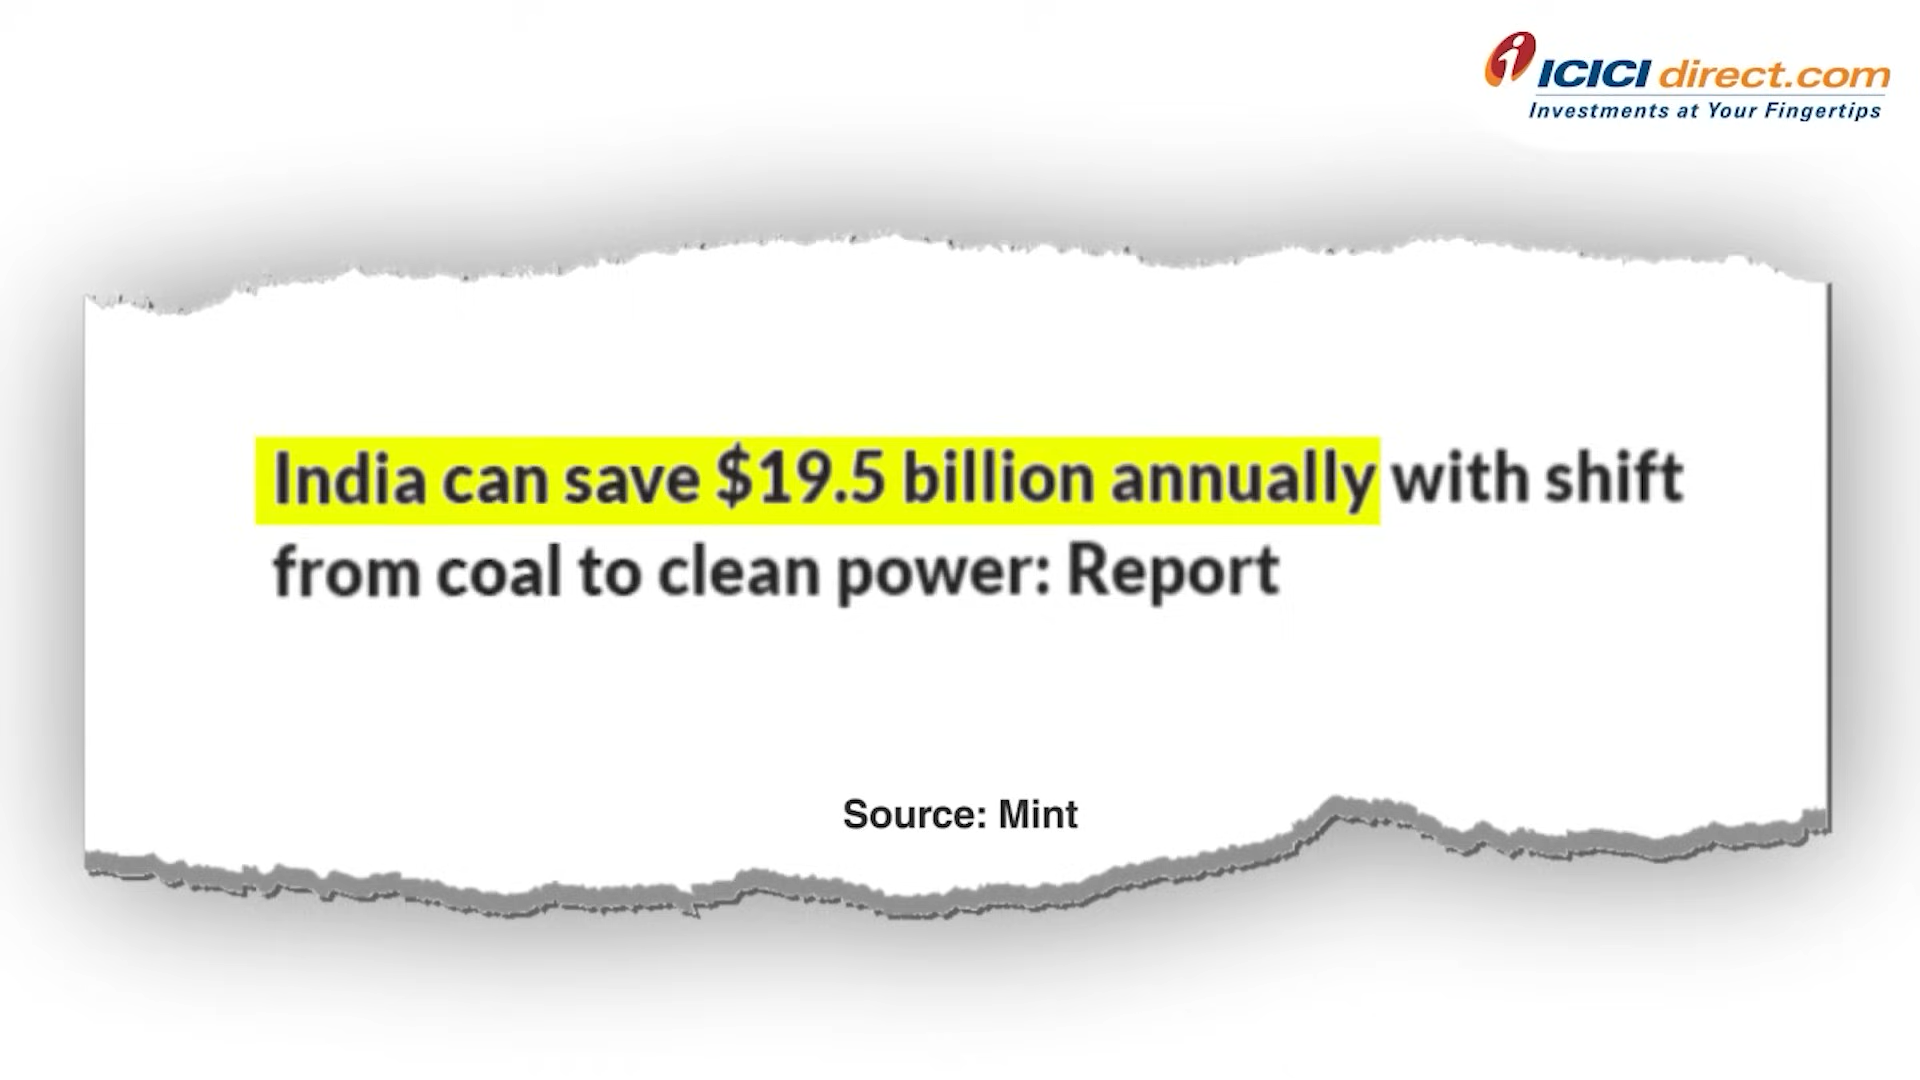 ICICI direct.com
Investments at Your Fingertips
India can save $19.5 billion annually with shift
from coal to clean power: Report
Source: Mint